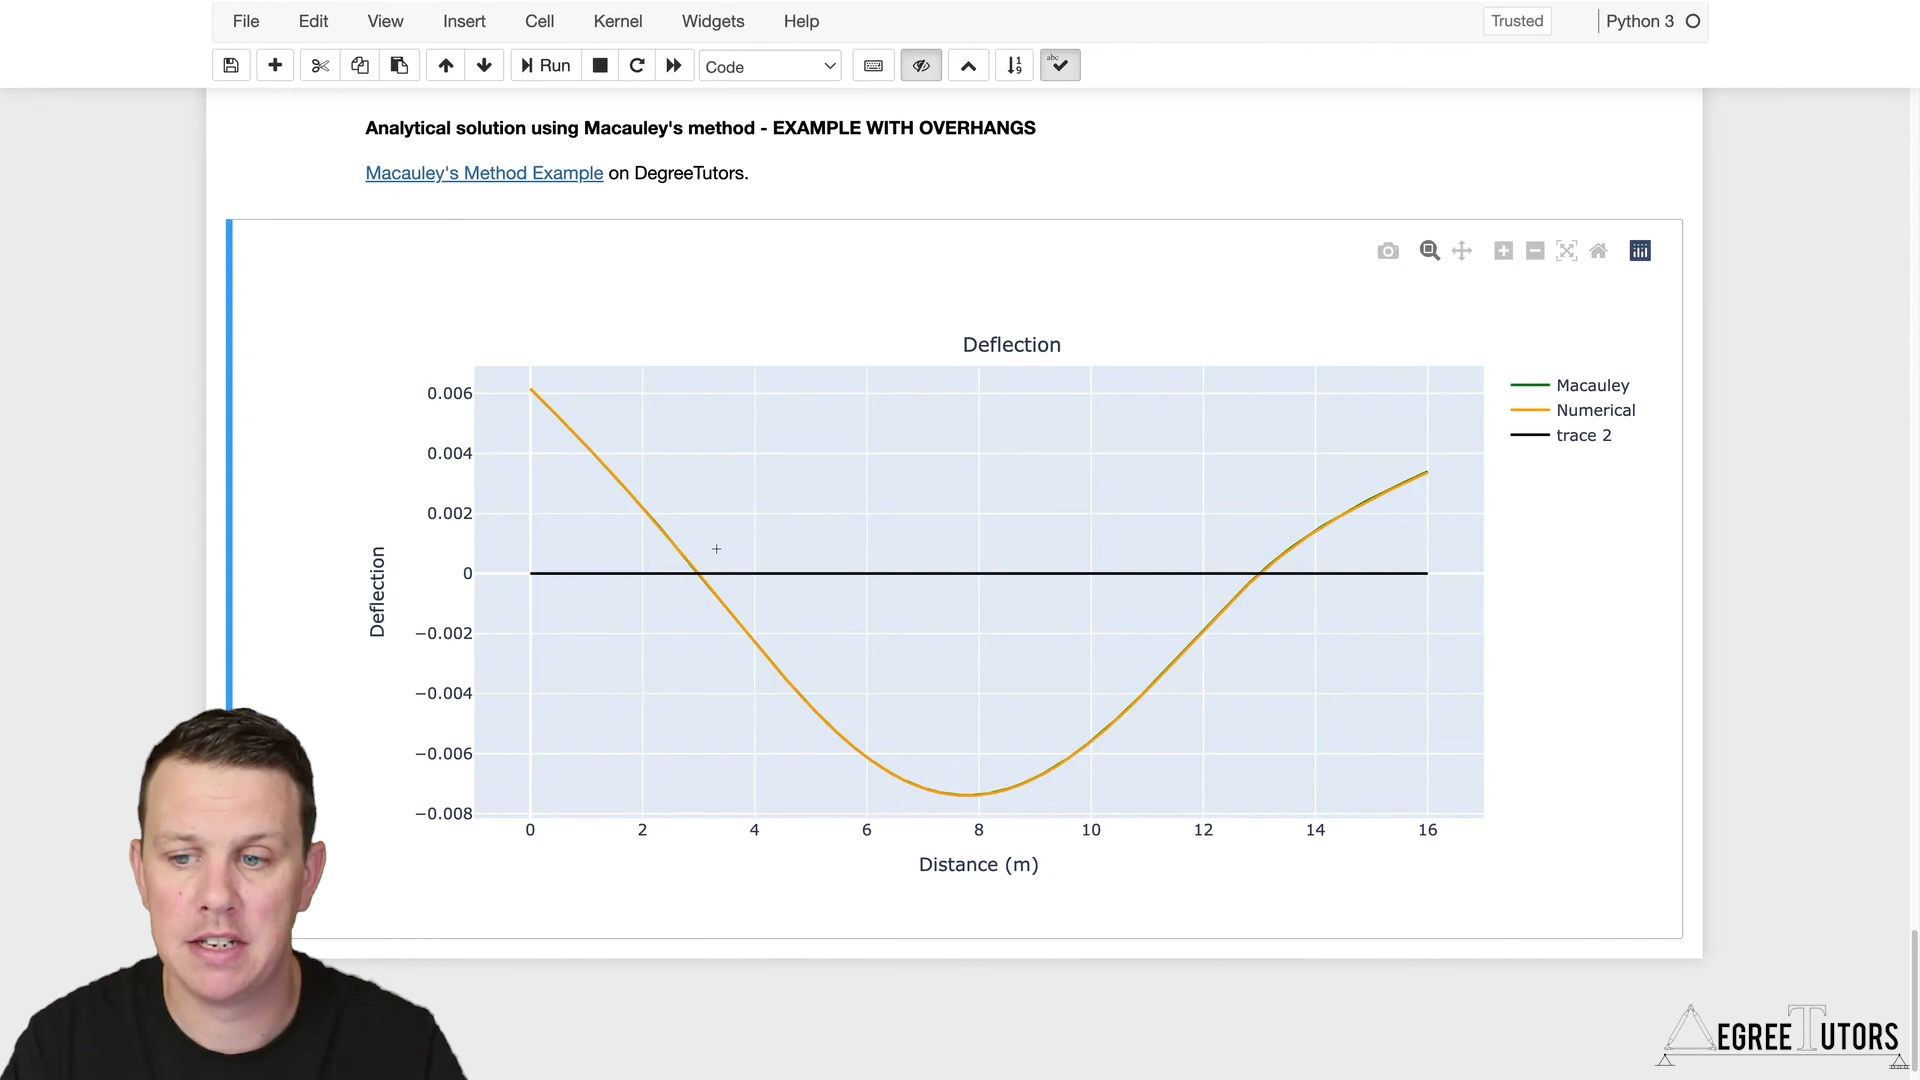 File Edit View Insert Cell Kernel Widgets Help Trusted Python 3
Run Code
Analytical solution using Macauley's method - EXAMPLE WITH OVERHANGS
Macauley's Method Example on DegreeTutors.
Deflection
0.006
0.004
0.002
0
−0.002
−0.004
−0.006
−0.008
Deflection
0 2 4 6 8 10 12 14 16
Distance (m)
Macauley
Numerical
trace 2
DEGREE TUTORS